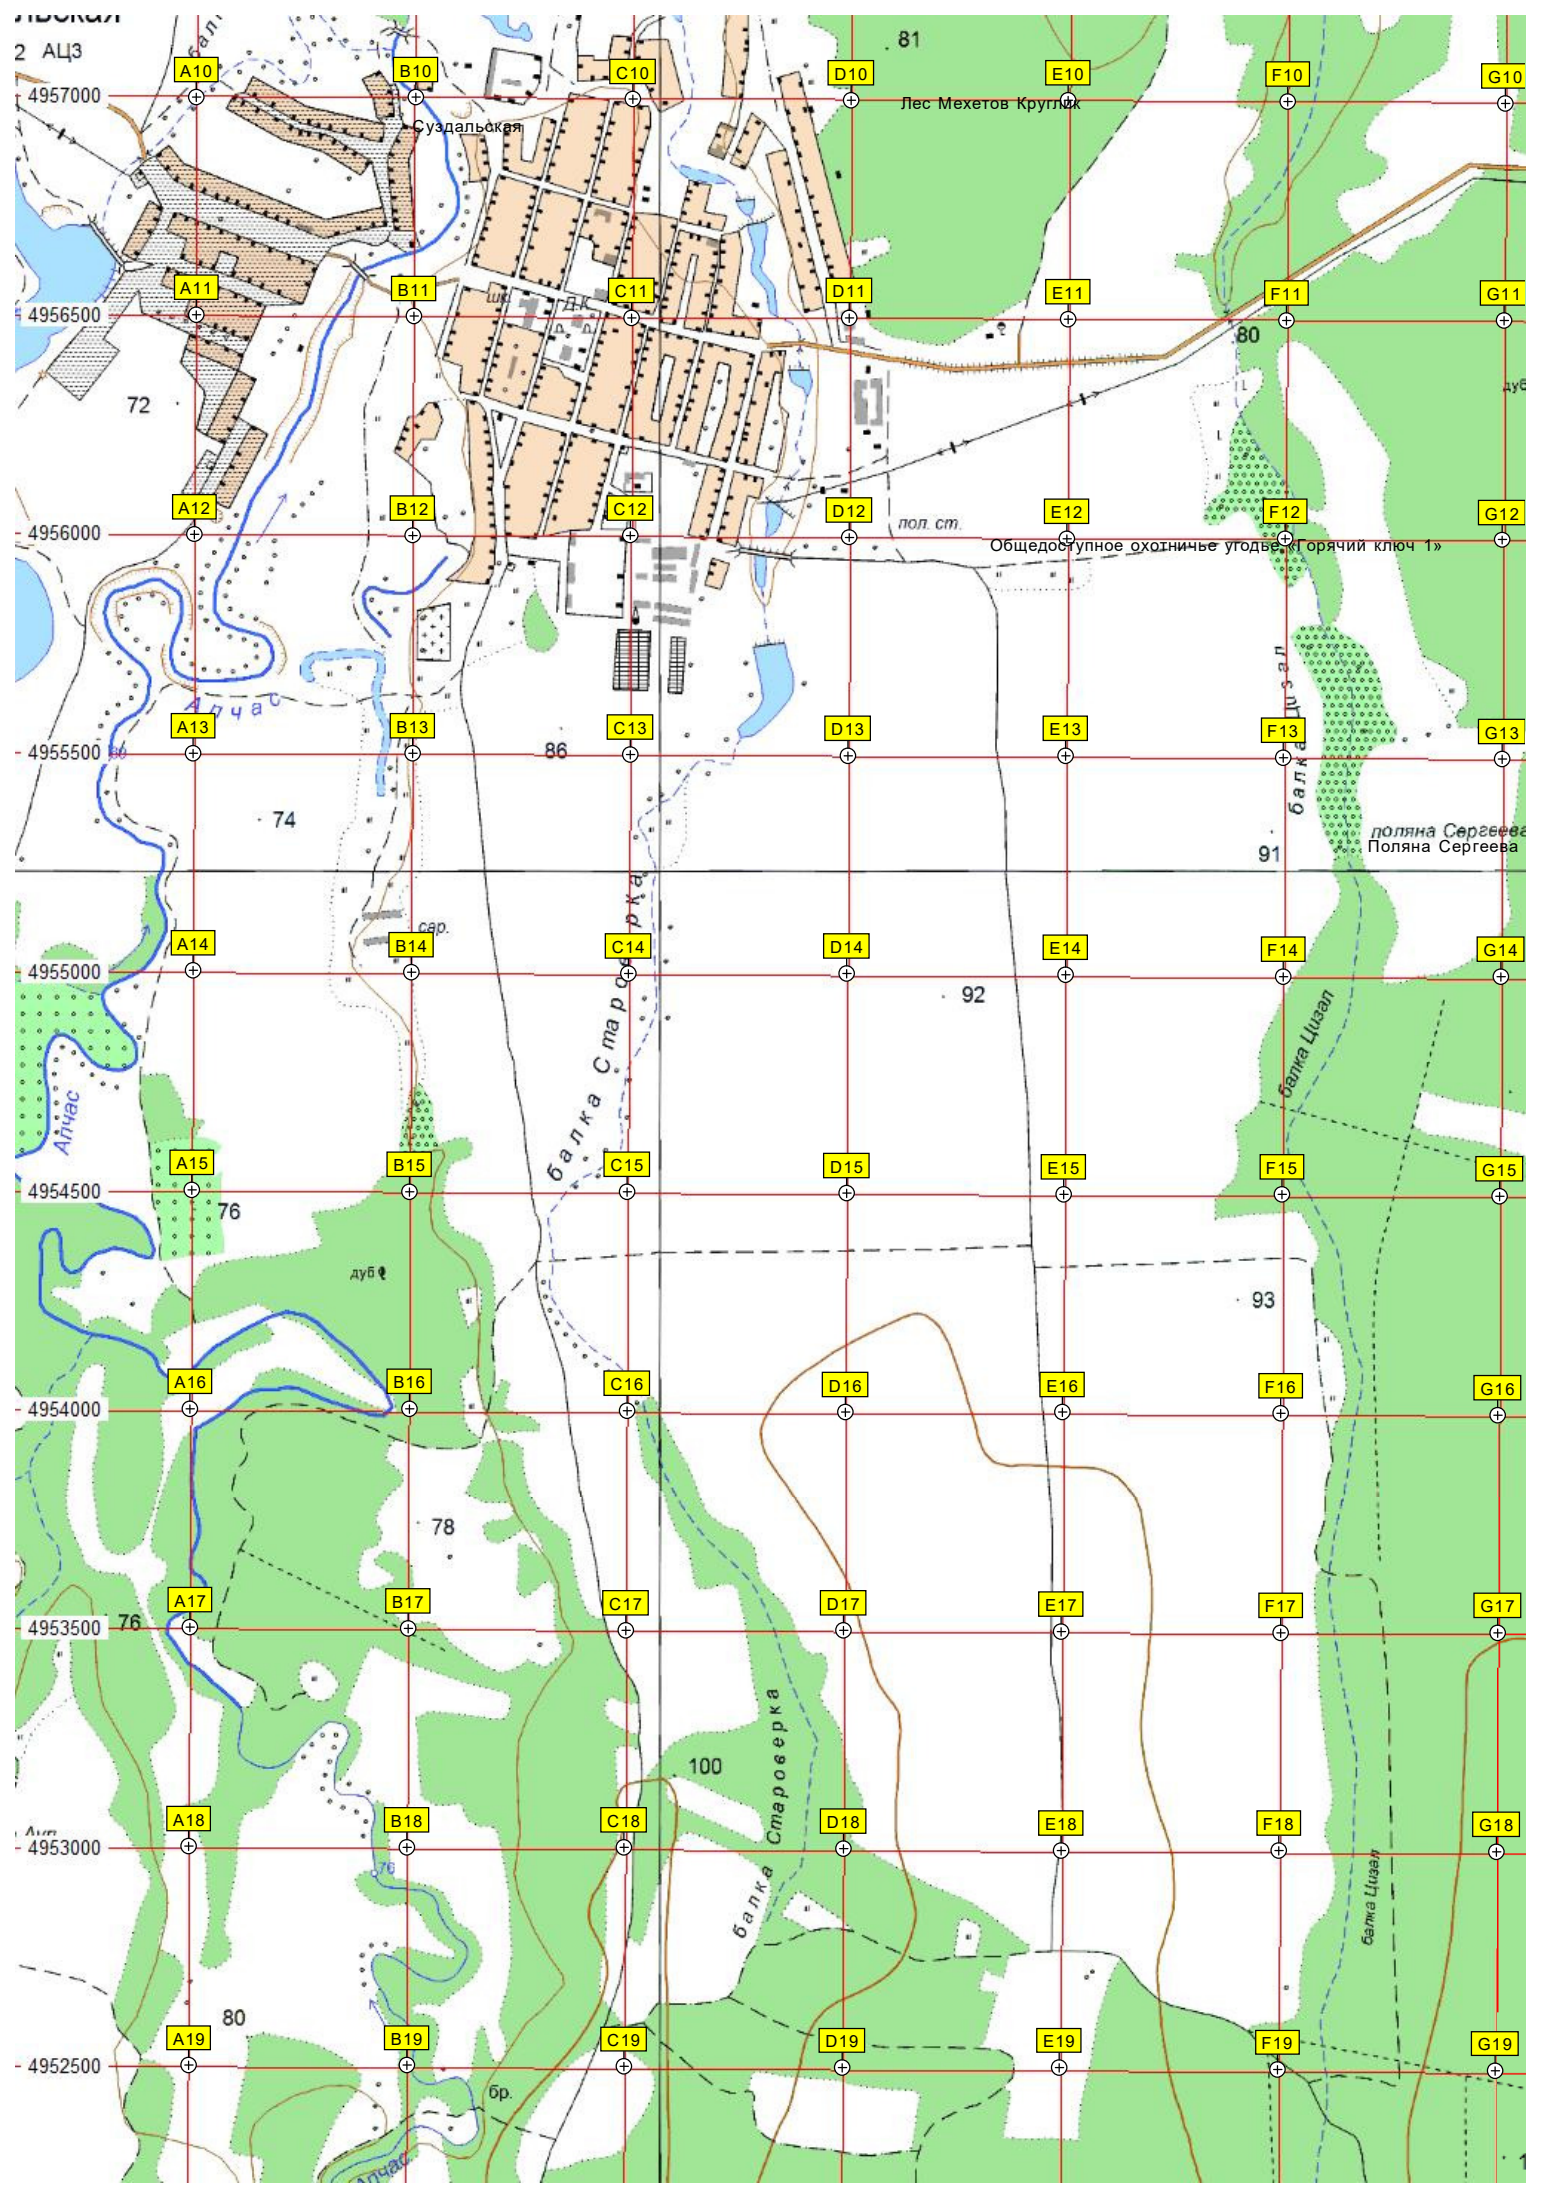 2 АЦЗ
81
A10
B10
C10
D10
E10
F10
G10
4957000
Лес Мехетов Круглик
Суздальская
A11
B11
C11
D11
E11
F11
G11
4956500
шк.
Д.К.
80
72
дуб
A12
B12
C12
D12
E12
F12
G12
4956000
пол. ст.
Общедоступное охотничье угодье «Горячий ключ 1»
Апчас
балка Цизал
A13
B13
C13
D13
E13
F13
G13
4955500
86
74
поляна Сергеева
Поляна Сергеева
91
сар.
A14
B14
C14
D14
E14
F14
G14
4955000
92
балка Староверка
балка Цизал
Апчас
A15
B15
C15
D15
E15
F15
G15
4954500
76
дуб
93
A16
B16
C16
D16
E16
F16
G16
4954000
78
A17
B17
C17
D17
E17
F17
G17
4953500
76
100
балка Староверка
A18
B18
C18
D18
E18
F18
G18
4953000
76
балка Цизал
80
A19
B19
C19
D19
E19
F19
G19
4952500
бр.
Апчас